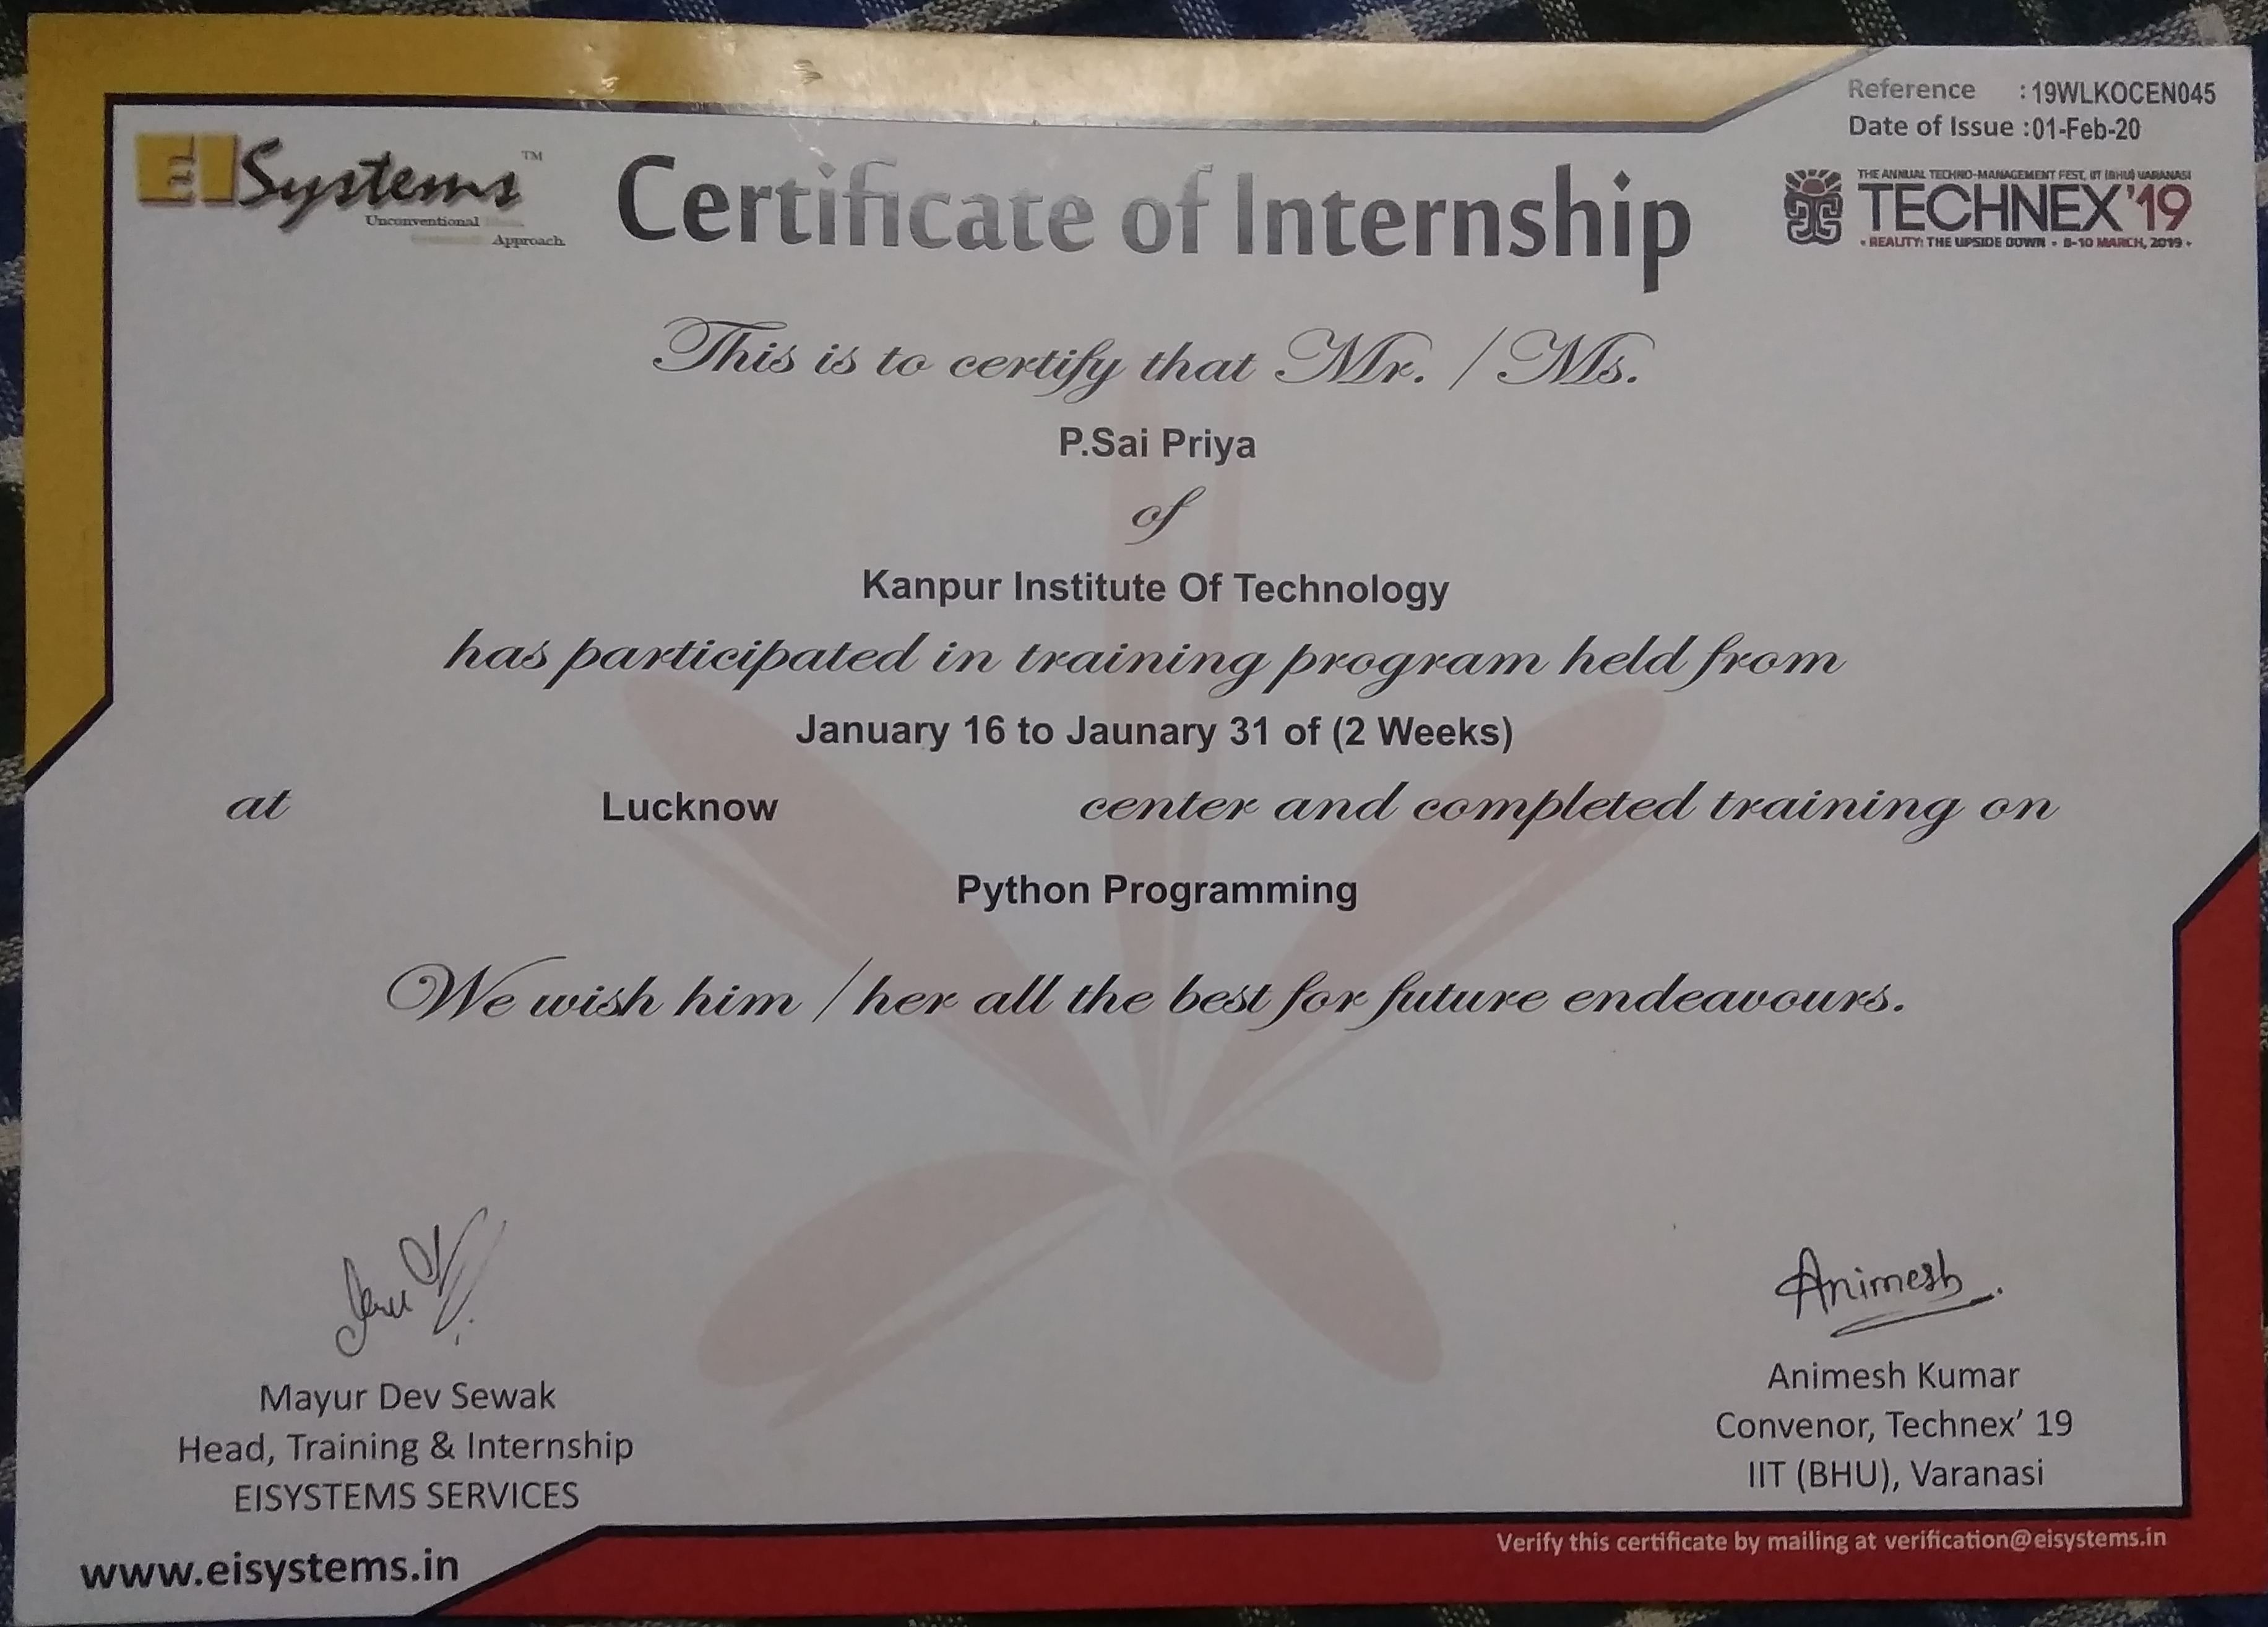 Reference : 19WLKOCEN045
Date of Issue : 01-Feb-20
EI Systems ™
Unconventional
Approach
Certificate of Internship
THE ANNUAL TECHNO-MANAGEMENT FEST, IIT (BHU) VARANASI
TECHNEX'19
• REALITY: THE UPSIDE DOWN • 8-10 MARCH, 2019 •
This is to certify that Mr. / Ms.
P.Sai Priya
of
Kanpur Institute Of Technology
has participated in training program held from
January 16 to Jaunary 31 of (2 Weeks)
at Lucknow center and completed training on
Python Programming
We wish him / her all the best for future endeavours.
Mayur Dev Sewak
Head, Training & Internship
EISYSTEMS SERVICES
www.eisystems.in
Animesh.
Animesh Kumar
Convenor, Technex' 19
IIT (BHU), Varanasi
Verify this certificate by mailing at verification@eisystems.in